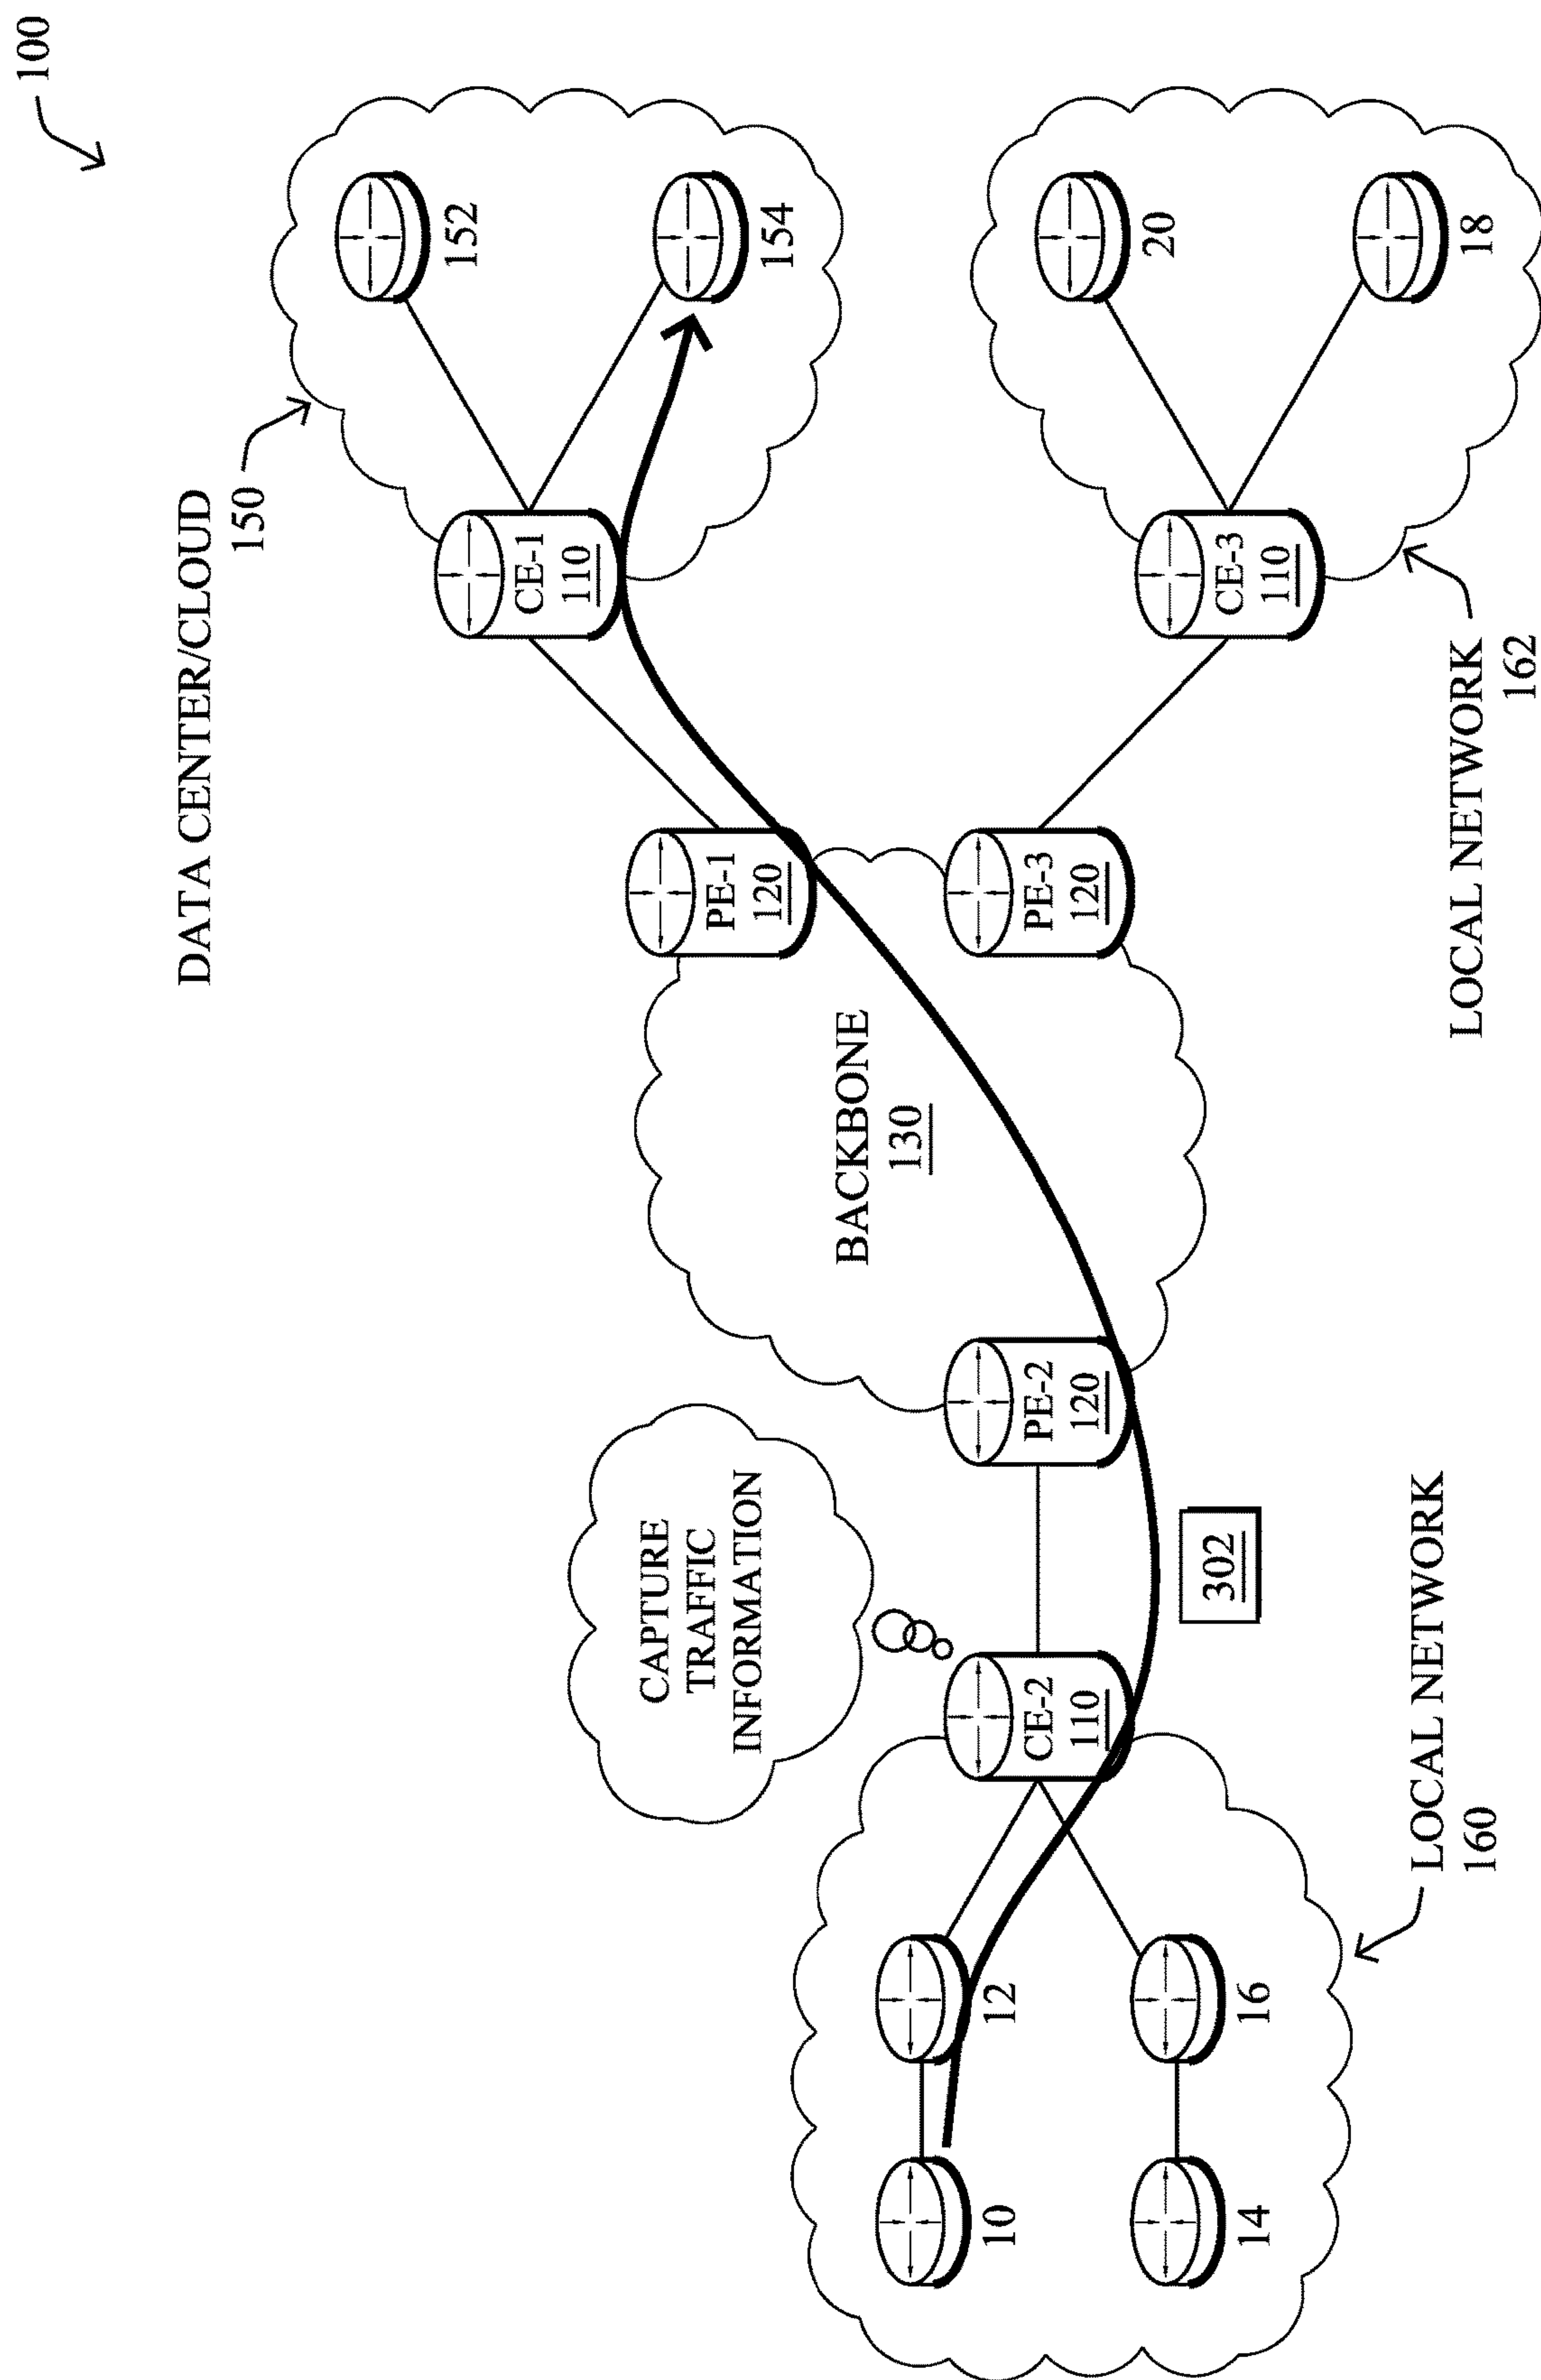 100
DATA CENTER/CLOUD
150
152
154
CE-1
110
PE-1
120
BACKBONE
130
CAPTURE
TRAFFIC
INFORMATION
PE-2
120
PE-3
120
CE-3
110
20
18
LOCAL NETWORK
162
CE-2
110
302
10
12
14
16
LOCAL NETWORK
160